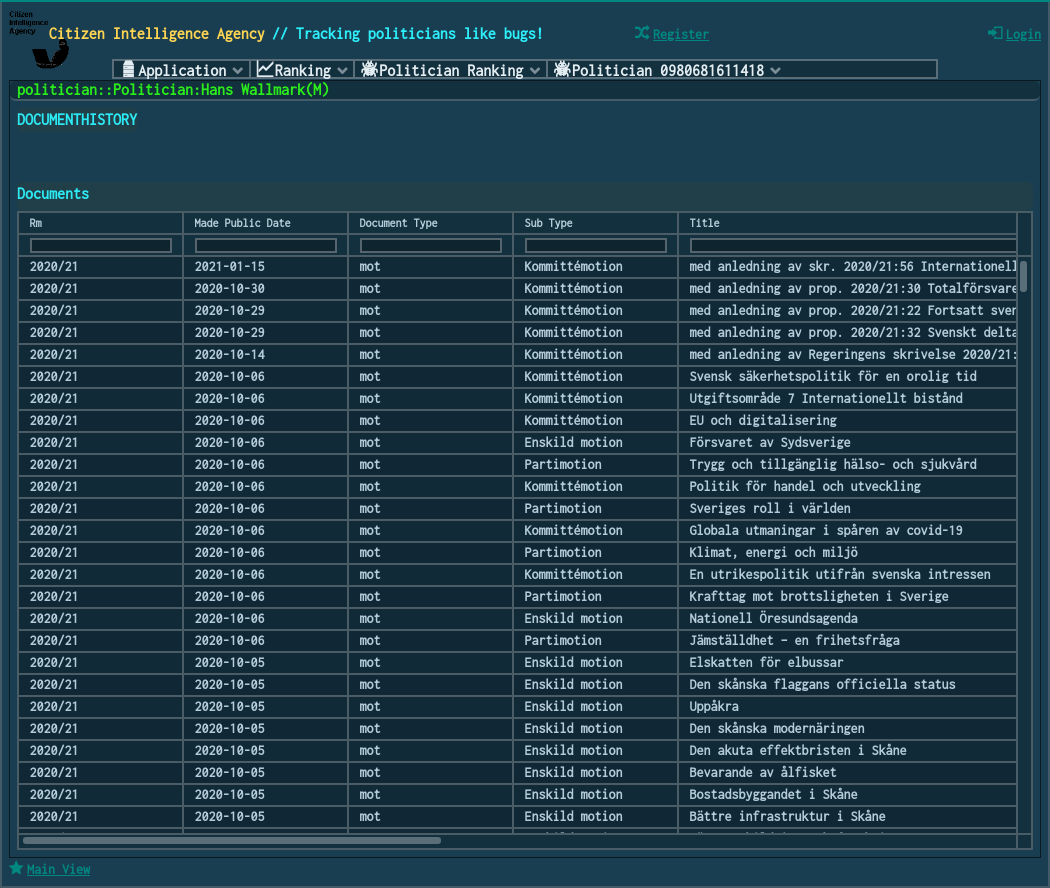 Citizen
Intelligence
Agency
Citizen Intelligence Agency // Tracking politicians like bugs!
Register
Login
Application
Ranking
Politician Ranking
Politician 0980681611418
politician::Politician:Hans Wallmark(M)
DOCUMENTHISTORY
Documents
Rm Made Public Date Document Type Sub Type Title
2020/21 2021-01-15 mot Kommittémotion med anledning av skr. 2020/21:56 Internationell
2020/21 2020-10-30 mot Kommittémotion med anledning av prop. 2020/21:30 Totalförsvare
2020/21 2020-10-29 mot Kommittémotion med anledning av prop. 2020/21:22 Fortsatt sven
2020/21 2020-10-29 mot Kommittémotion med anledning av prop. 2020/21:32 Svenskt delta
2020/21 2020-10-14 mot Kommittémotion med anledning av Regeringens skrivelse 2020/21:
2020/21 2020-10-06 mot Kommittémotion Svensk säkerhetspolitik för en orolig tid
2020/21 2020-10-06 mot Kommittémotion Utgiftsområde 7 Internationellt bistånd
2020/21 2020-10-06 mot Kommittémotion EU och digitalisering
2020/21 2020-10-06 mot Enskild motion Försvaret av Sydsverige
2020/21 2020-10-06 mot Partimotion Trygg och tillgänglig hälso- och sjukvård
2020/21 2020-10-06 mot Kommittémotion Politik för handel och utveckling
2020/21 2020-10-06 mot Partimotion Sveriges roll i världen
2020/21 2020-10-06 mot Kommittémotion Globala utmaningar i spåren av covid-19
2020/21 2020-10-06 mot Partimotion Klimat, energi och miljö
2020/21 2020-10-06 mot Kommittémotion En utrikespolitik utifrån svenska intressen
2020/21 2020-10-06 mot Partimotion Krafttag mot brottsligheten i Sverige
2020/21 2020-10-06 mot Enskild motion Nationell Öresundsagenda
2020/21 2020-10-06 mot Partimotion Jämställdhet – en frihetsfråga
2020/21 2020-10-05 mot Enskild motion Elskatten för elbussar
2020/21 2020-10-05 mot Enskild motion Den skånska flaggans officiella status
2020/21 2020-10-05 mot Enskild motion Uppåkra
2020/21 2020-10-05 mot Enskild motion Den skånska modernäringen
2020/21 2020-10-05 mot Enskild motion Den akuta effektbristen i Skåne
2020/21 2020-10-05 mot Enskild motion Bevarande av ålfisket
2020/21 2020-10-05 mot Enskild motion Bostadsbyggandet i Skåne
2020/21 2020-10-05 mot Enskild motion Bättre infrastruktur i Skåne
Main View